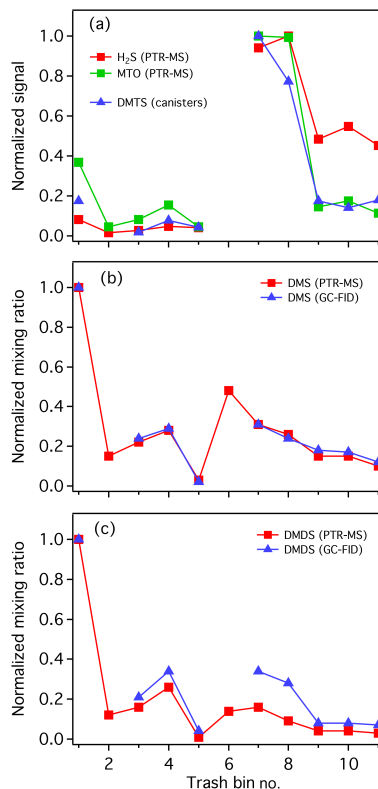 (a)
H₂S (PTR-MS)
MTO (PTR-MS)
DMTS (canisters)
Normalized signal
1.0
0.8
0.6
0.4
0.2
0.0
(b)
DMS (PTR-MS)
DMS (GC-FID)
Normalized mixing ratio
1.0
0.8
0.6
0.4
0.2
0.0
(c)
DMDS (PTR-MS)
DMDS (GC-FID)
Normalized mixing ratio
1.0
0.8
0.6
0.4
0.2
0.0
2 4 6 8 10
Trash bin no.